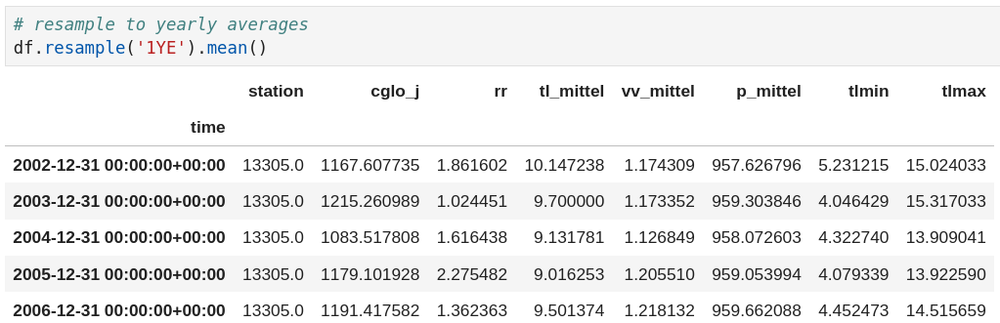 # resample to yearly averages
df.resample('1YE').mean()
station cglo_j rr tl_mittel vv_mittel p_mittel tlmin tlmax
time
2002-12-31 00:00:00+00:00 13305.0 1167.607735 1.861602 10.147238 1.174309 957.626796 5.231215 15.024033
2003-12-31 00:00:00+00:00 13305.0 1215.260989 1.024451 9.700000 1.173352 959.303846 4.046429 15.317033
2004-12-31 00:00:00+00:00 13305.0 1083.517808 1.616438 9.131781 1.126849 958.072603 4.322740 13.909041
2005-12-31 00:00:00+00:00 13305.0 1179.101928 2.275482 9.016253 1.205510 959.053994 4.079339 13.922590
2006-12-31 00:00:00+00:00 13305.0 1191.417582 1.362363 9.501374 1.218132 959.662088 4.452473 14.515659